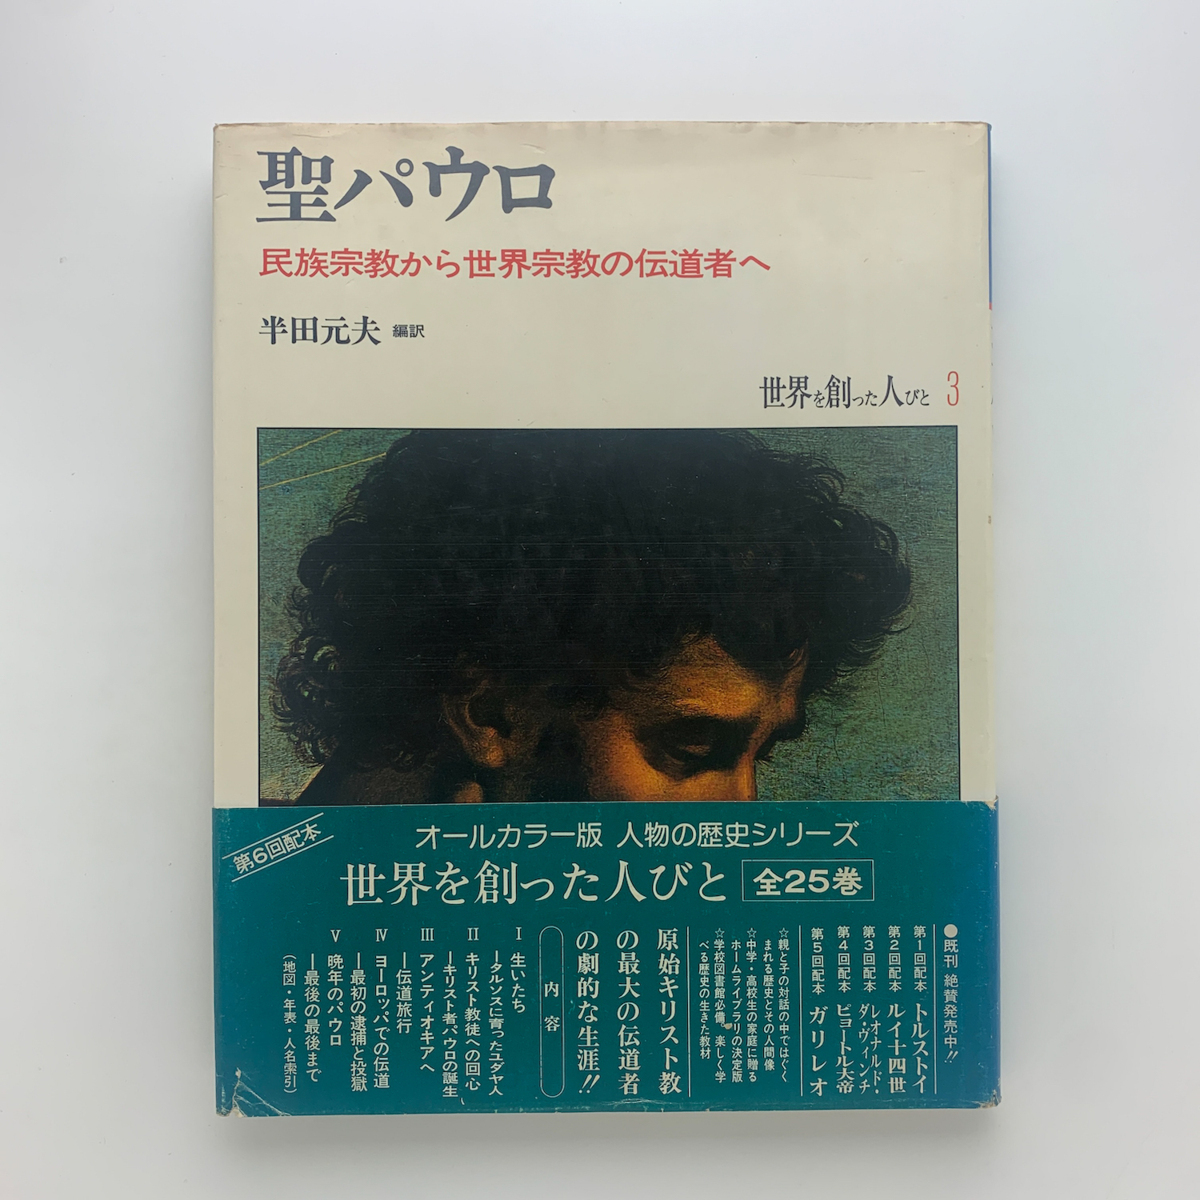 聖パウロ
民族宗教から世界宗教の伝道者へ
半田元夫 編訳
世界を創った人びと 3
第6回配本
オールカラー版 人物の歴史シリーズ
世界を創った人びと 全25巻
●既刊 絶賛発売中!!
第1回配本 トルストイ
第2回配本 ルイ十四世
第3回配本 レオナルド・ダ・ヴィンチ
第4回配本 ピョートル大帝
第5回配本 ガリレオ
☆親と子の対話の中ではぐく
まれる歴史とその人間像
☆中学・高校生の家庭に贈る
ホームライブラリの決定版
☆学校図書館必備。楽しく学
べる歴史の生きた教材
原始キリスト教
の最大の伝道者
の劇的な生涯!!
内容
I 生いたち
—タルソスに育ったユダヤ人
II キリスト教徒への回心
—キリスト者パウロの誕生
III アンティオキアへ
—伝道旅行
IV ヨーロッパでの伝道
—最初の逮捕と投獄
V 晩年のパウロ
—最後の最後まで
(地図・年表・人名索引)